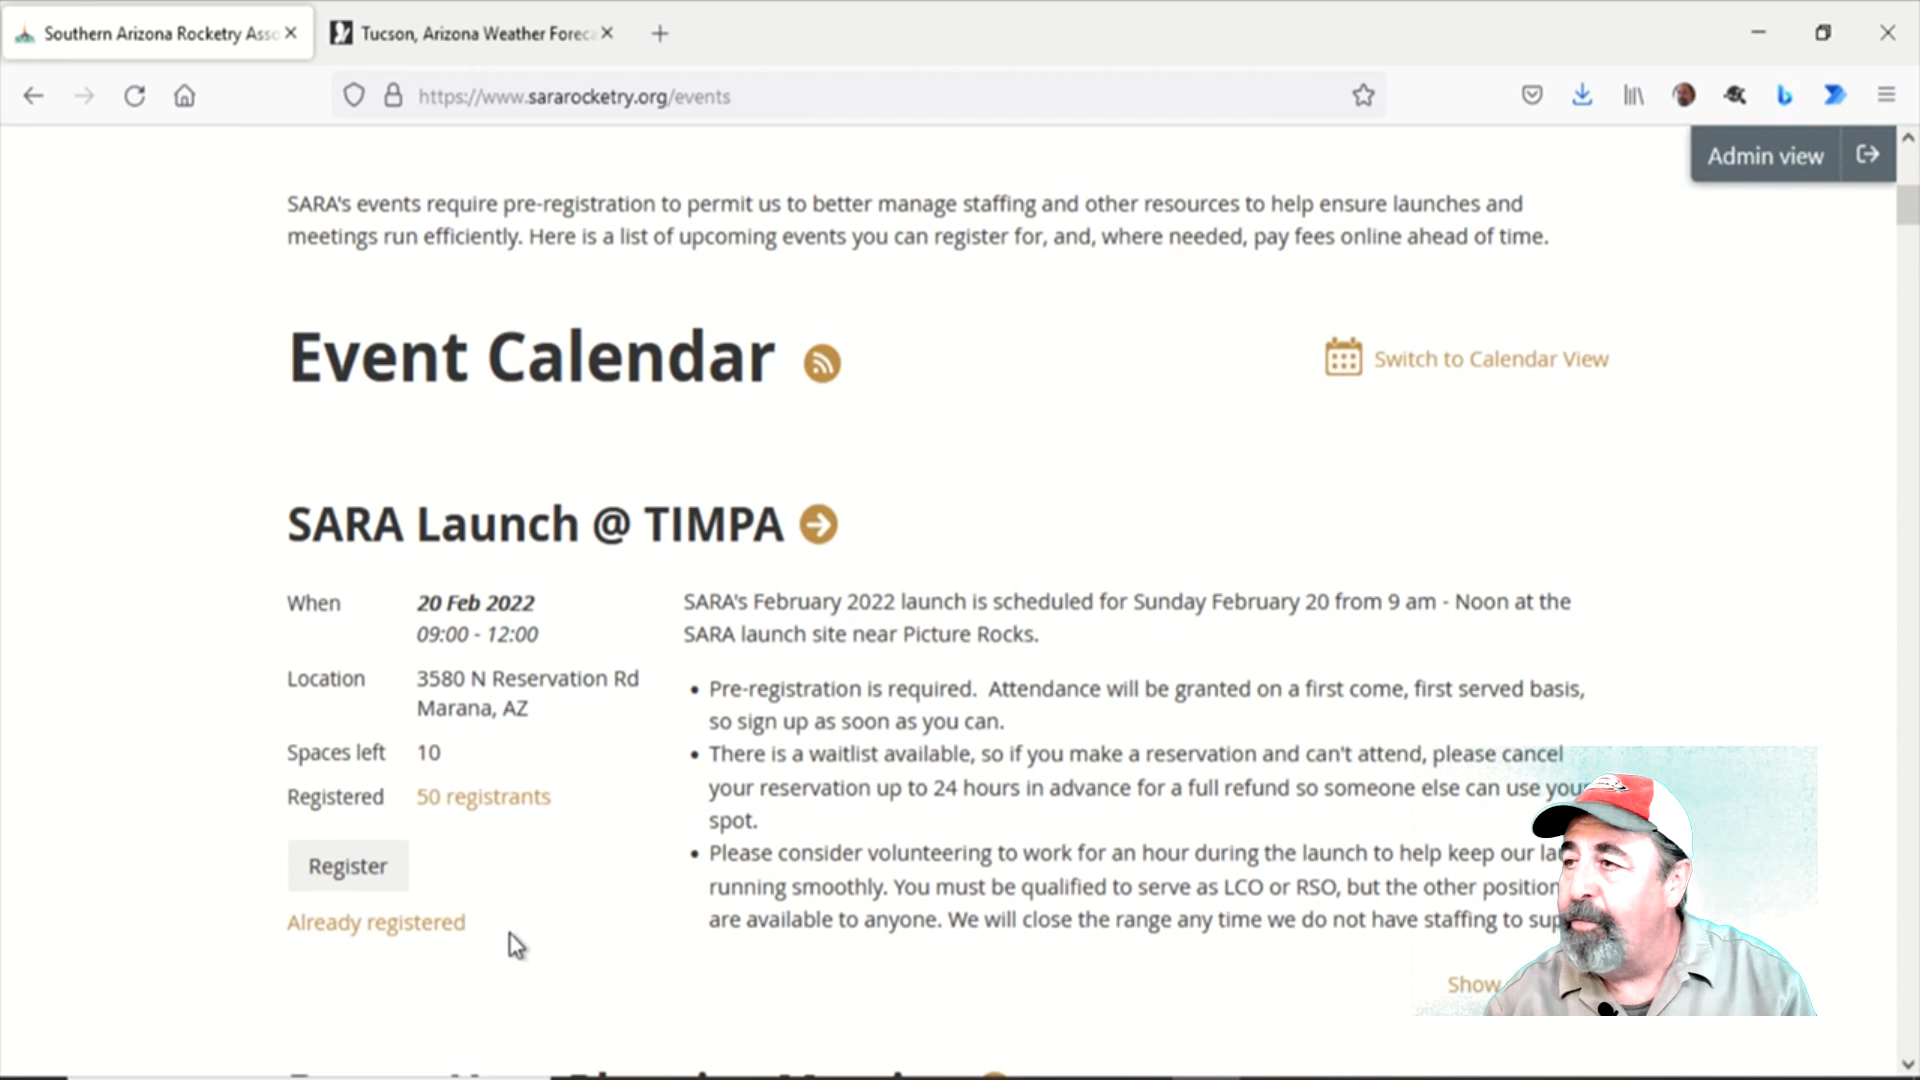 Southern Arizona Rocketry Asso
Tucson, Arizona Weather Foreca
https://www.sararocketry.org/events
Admin view
SARA's events require pre-registration to permit us to better manage staffing and other resources to help ensure launches and
meetings run efficiently. Here is a list of upcoming events you can register for, and, where needed, pay fees online ahead of time.
Event Calendar
Switch to Calendar View
SARA Launch @ TIMPA
When
20 Feb 2022
09:00 - 12:00
Location
3580 N Reservation Rd
Marana, AZ
Spaces left
10
Registered
50 registrants
Register
Already registered
SARA's February 2022 launch is scheduled for Sunday February 20 from 9 am - Noon at the
SARA launch site near Picture Rocks.
• Pre-registration is required. Attendance will be granted on a first come, first served basis,
so sign up as soon as you can.
• There is a waitlist available, so if you make a reservation and can't attend, please cancel
your reservation up to 24 hours in advance for a full refund so someone else can use your
spot.
• Please consider volunteering to work for an hour during the launch to help keep our la
running smoothly. You must be qualified to serve as LCO or RSO, but the other position
are available to anyone. We will close the range any time we do not have staffing to sup
Show